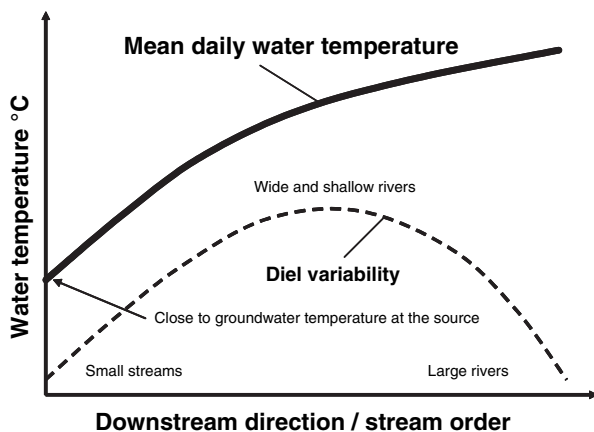 Mean daily water temperature
Wide and shallow rivers
Diel variability
Close to groundwater temperature at the source
Small streams
Large rivers
Water temperature °C
Downstream direction / stream order